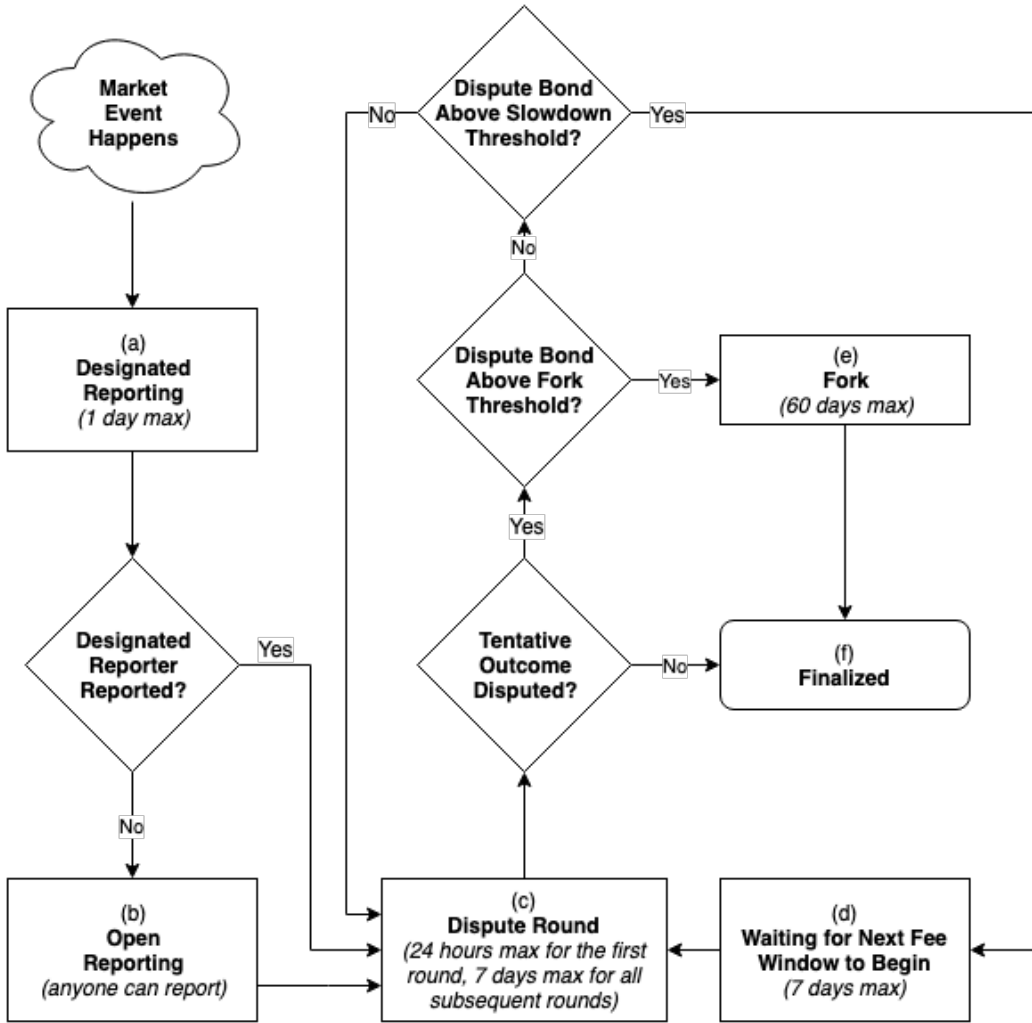 Market
Event
Happens
(a)
Designated
Reporting
(1 day max)
Designated
Reporter
Reported?
Yes
No
(b)
Open
Reporting
(anyone can report)
Dispute Bond
Above Slowdown
Threshold?
No
Yes
No
Dispute Bond
Above Fork
Threshold?
Yes
(e)
Fork
(60 days max)
Yes
Tentative
Outcome
Disputed?
No
(f)
Finalized
(c)
Dispute Round
(24 hours max for the first
round, 7 days max for all
subsequent rounds)
(d)
Waiting for Next Fee
Window to Begin
(7 days max)